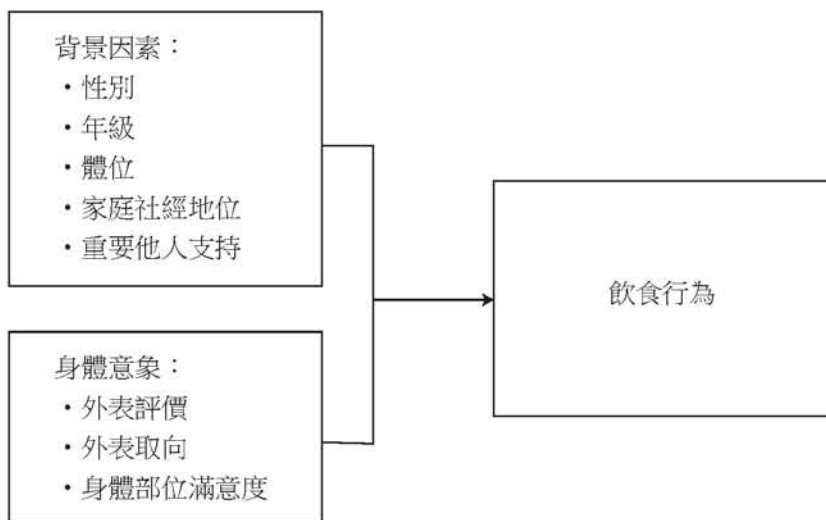 背景因素：
・性別
・年級
・體位
・家庭社經地位
・重要他人支持
飲食行為
身體意象：
・外表評價
・外表取向
・身體部位滿意度